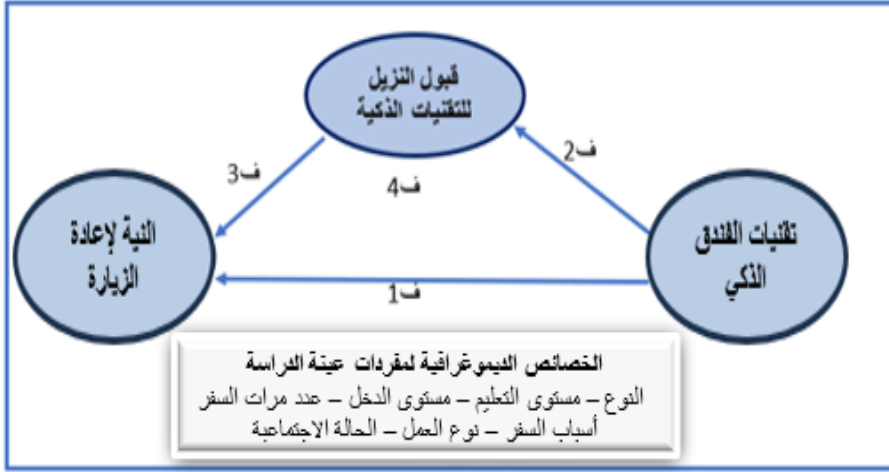 قبول النزيل
للتقنيات الذكية
ف2
ف3
ف4
تقنيات الفندق
الذكي
النية لإعادة
الزيارة
ف1
الخصائص الديموغرافية لمفردات عينة الدراسة
النوع – مستوى التعليم – مستوى الدخل – عدد مرات السفر
أسباب السفر – نوع العمل – الحالة الاجتماعية